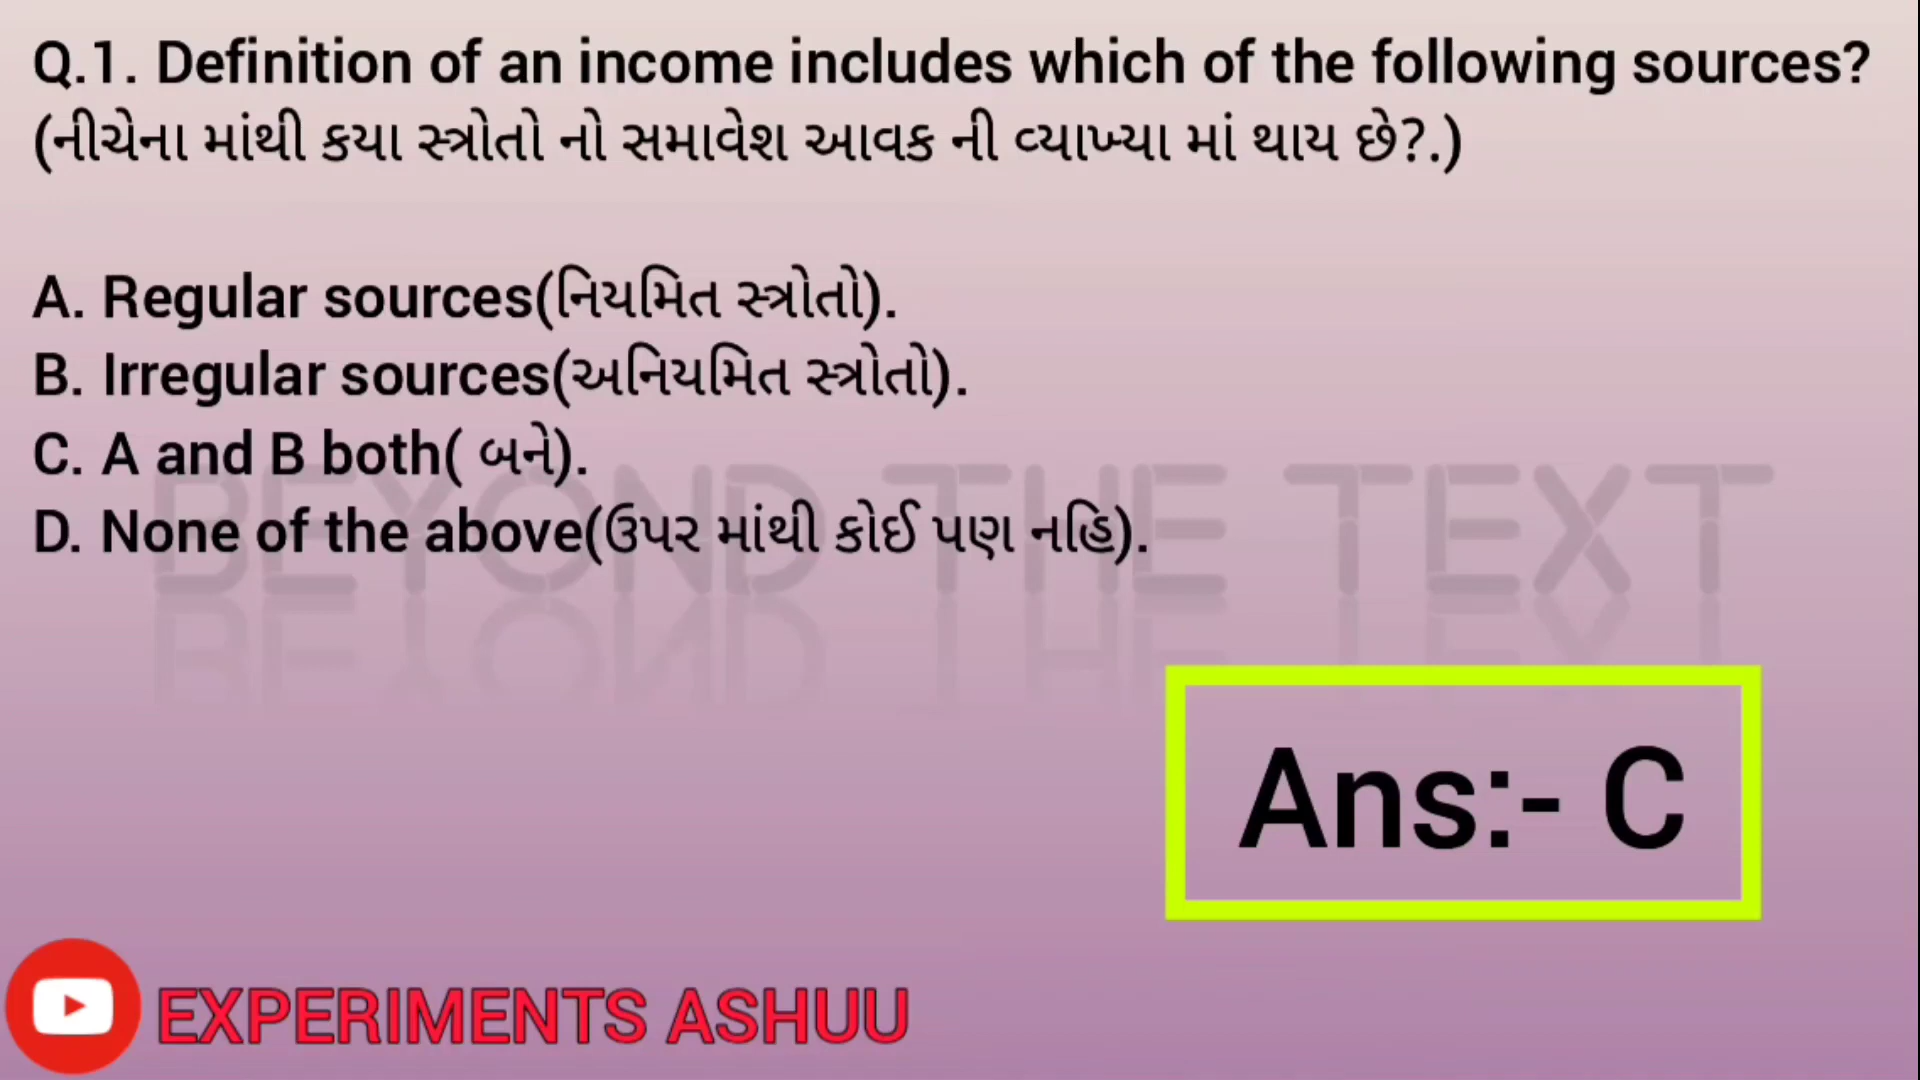 Q.1. Definition of an income includes which of the following sources?
(નીચેના માંથી કયા સ્ત્રોતો નો સમાવેશ આવક ની વ્યાખ્યા માં થાય છે?.)
A. Regular sources(નિયમિત સ્ત્રોતો).
B. Irregular sources(અનિયમિત સ્ત્રોતો).
C. A and B both( બને).
D. None of the above(ઉપર માંથી કોઈ પણ નહિ).
BEYOND THE TEXT
Ans:- C
EXPERIMENTS ASHUU